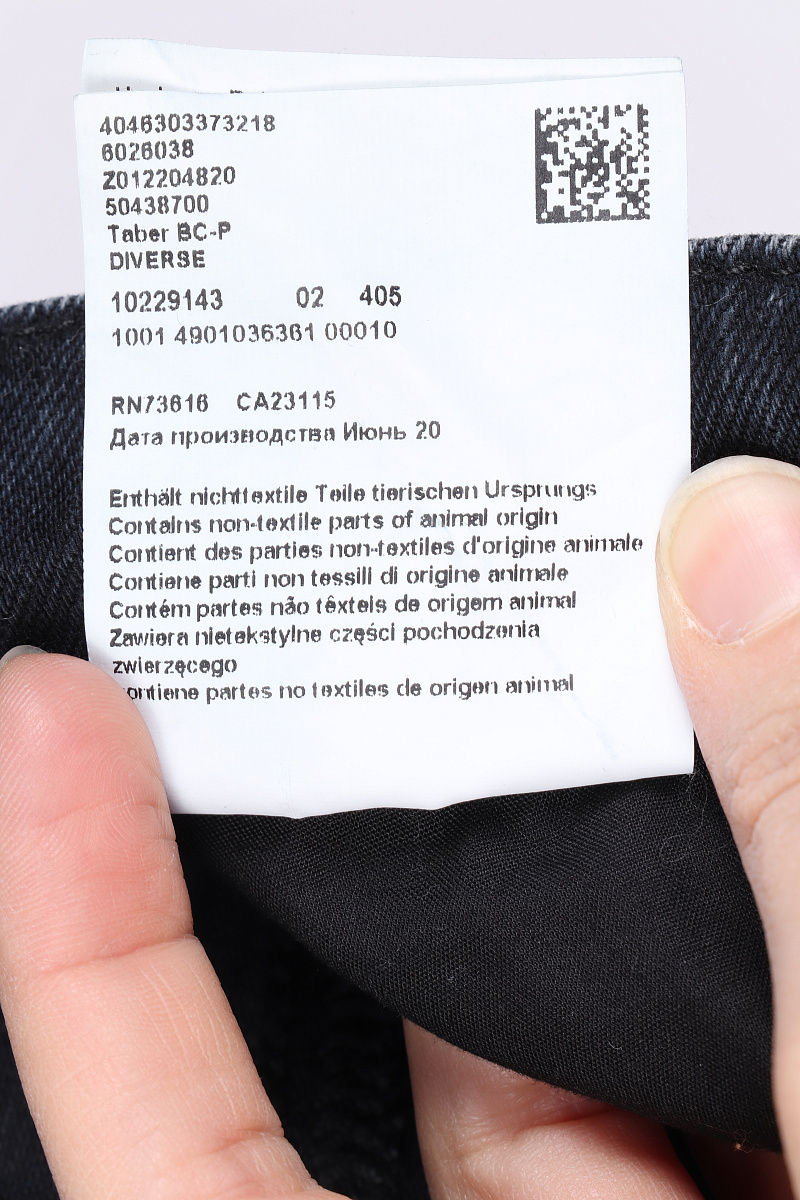 4046303373218
6026038
Z012204820
50438700
Taber BC-P
DIVERSE
10229143 02 405
1001 4901036361 00010
RN73616 CA23115
Дата производства Июнь 20
Enthält nichttextile Teile tierischen Ursprungs
Contains non-textile parts of animal origin
Contient des parties non-textiles d'origine animale
Contiene parti non tessili di origine animale
Contém partes não têxteis de origem animal
Zawiera nietekstylne części pochodzenia
zwierzęcego
ontiene partes no textiles de origen animal